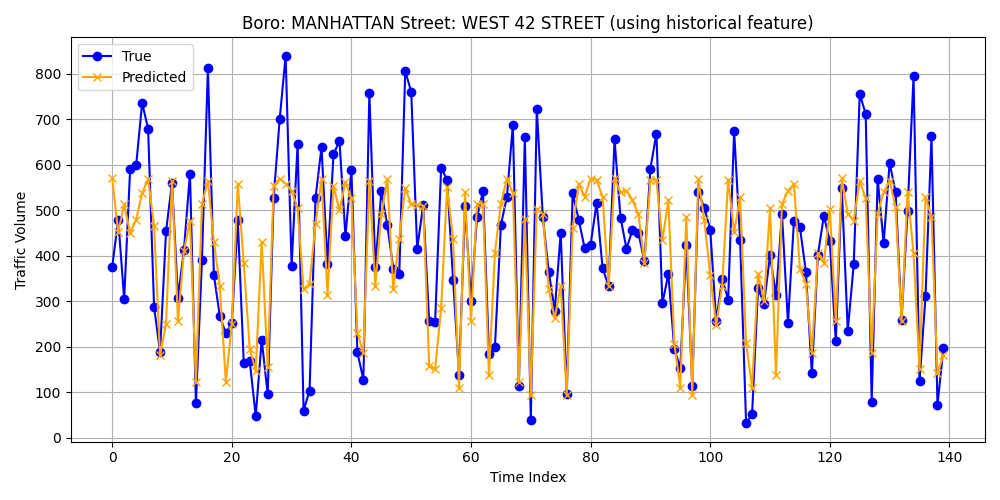 Boro: MANHATTAN Street: WEST 42 STREET (using historical feature)
True
Predicted
Traffic Volume
800
700
600
500
400
300
200
100
0
0 20 40 60 80 100 120 140
Time Index